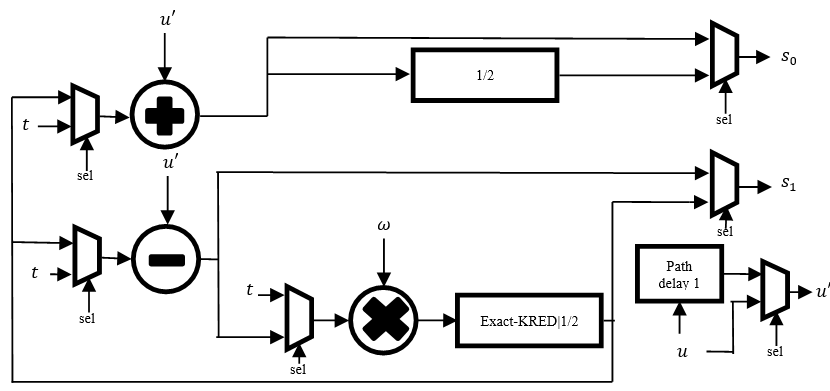 u′
1/2
s₀
t
sel
sel
u′
s₁
sel
ω
t
sel
t
Path
delay 1
u′
Exact-KRED|1/2
u
sel
sel